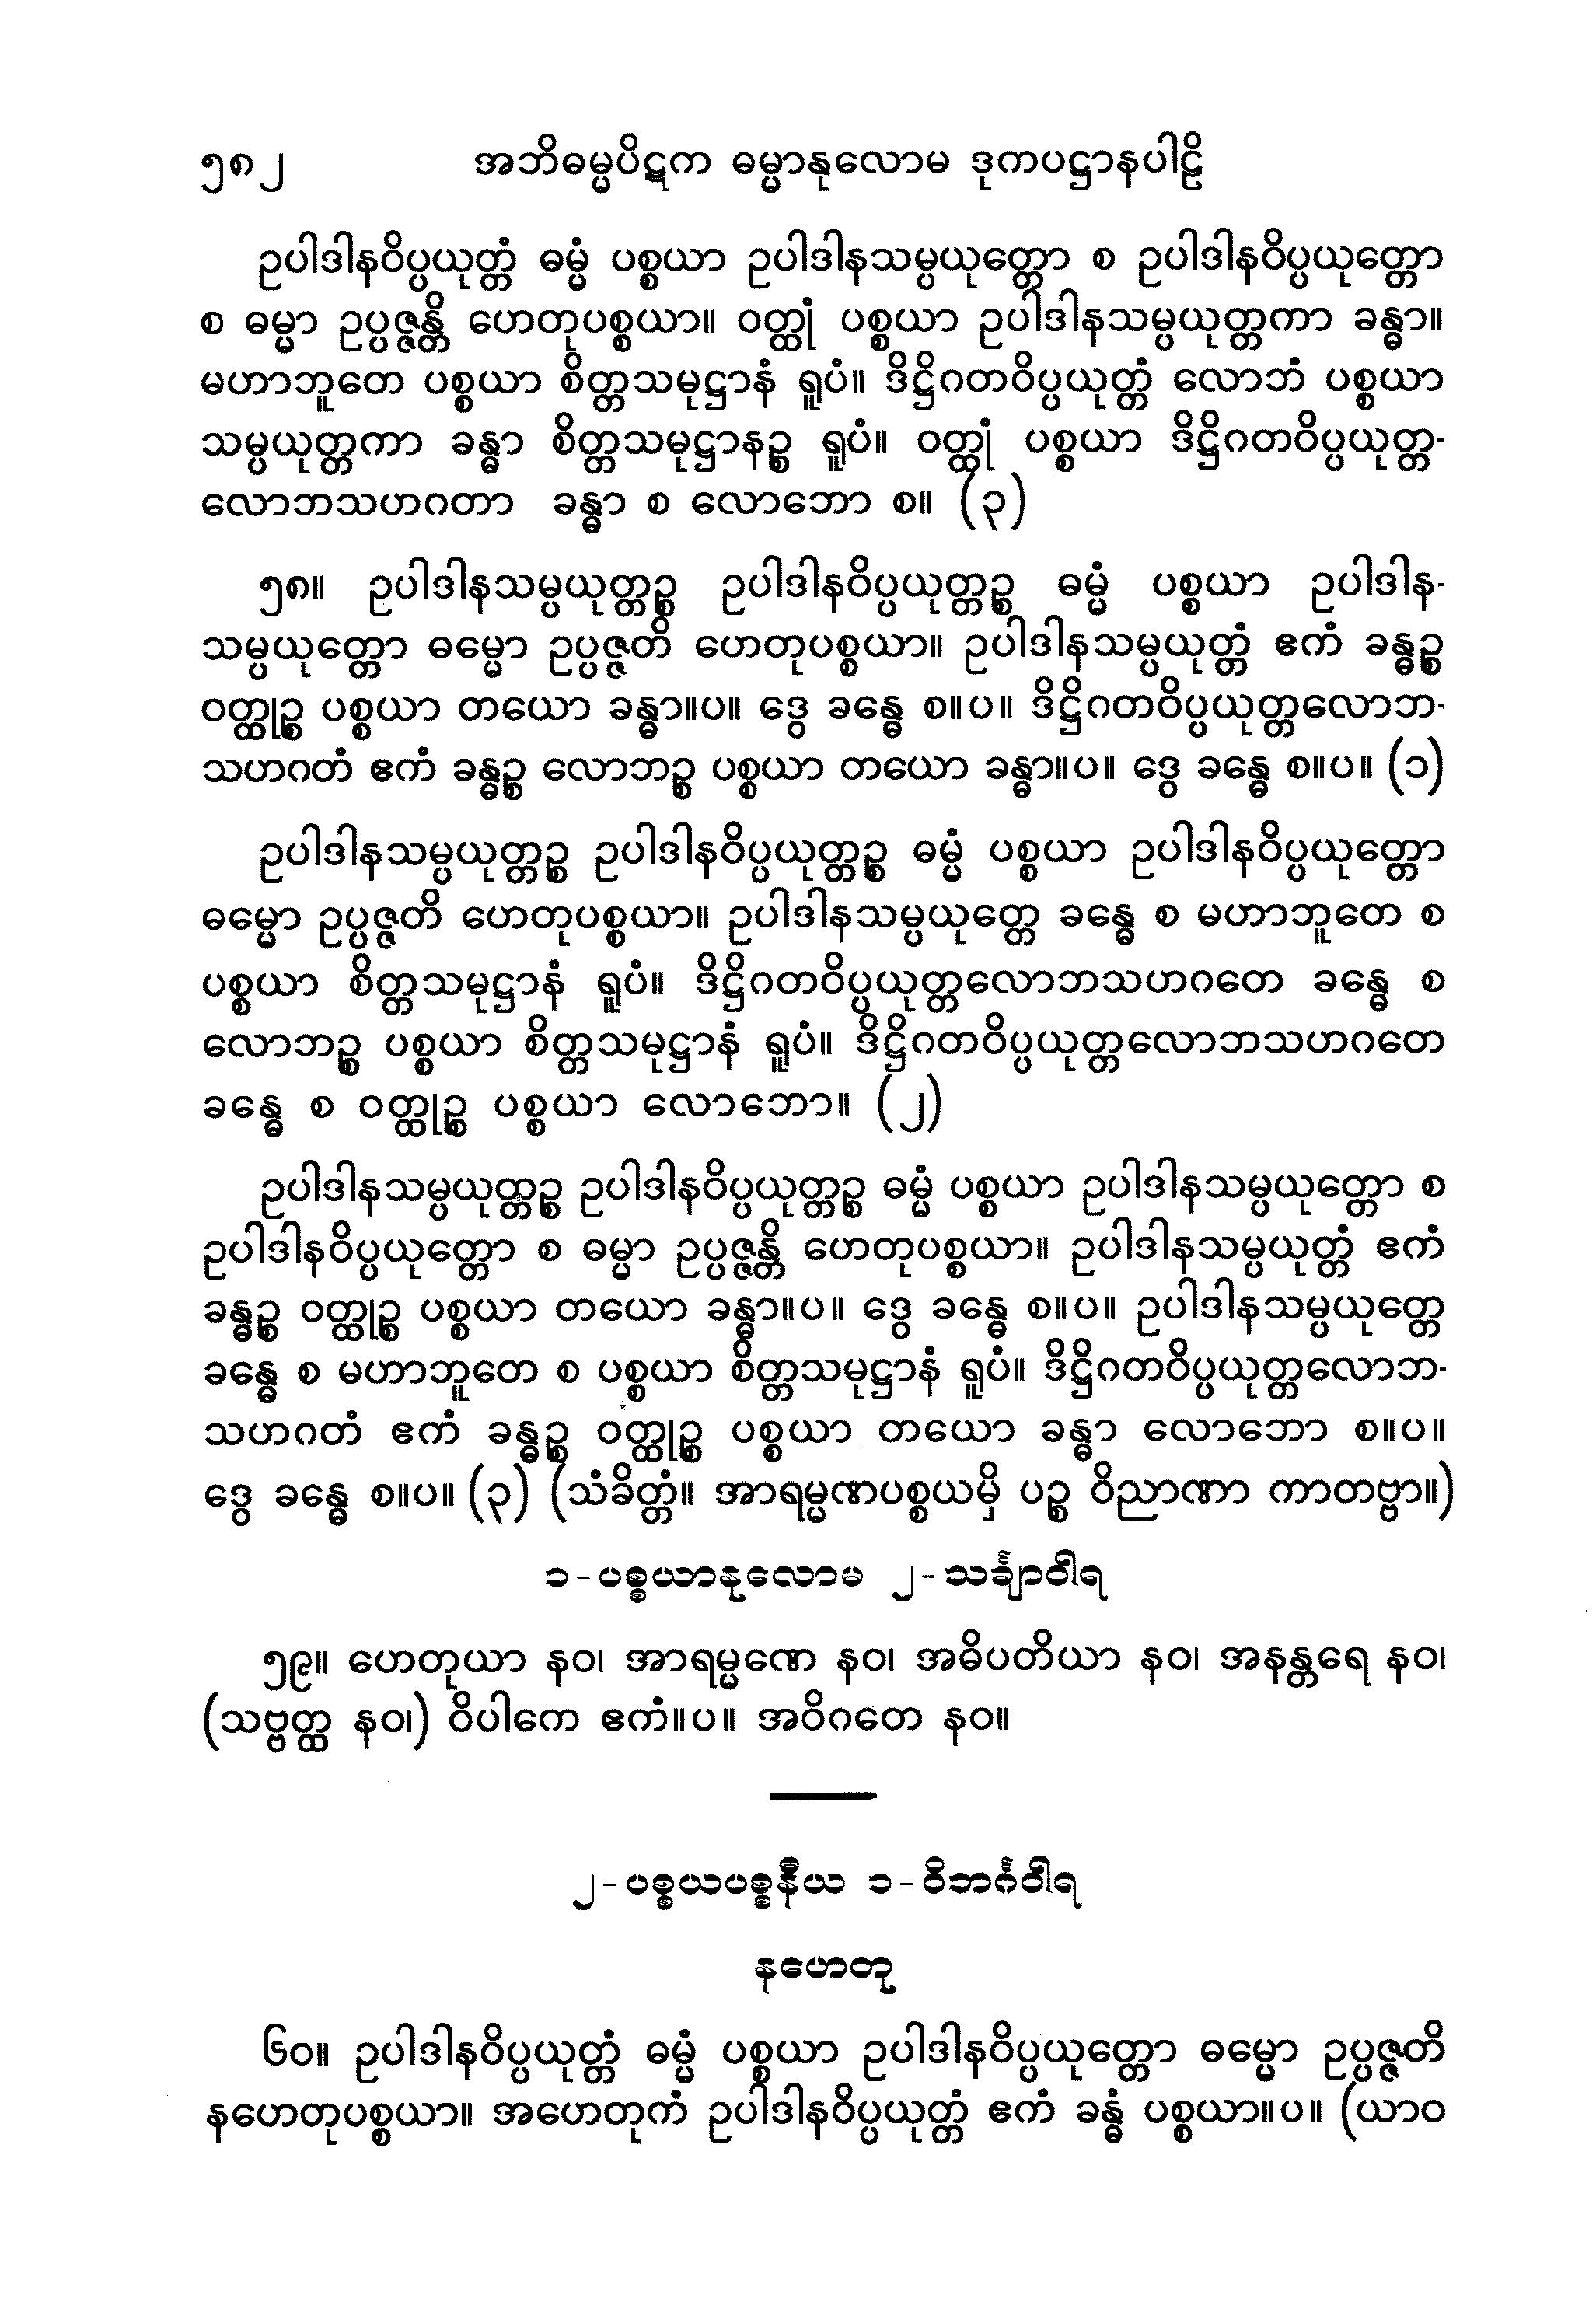 ၅၈၂ အဘိဓမ္မပိဋက ဓမ္မာနုလောမ ဒုကပဋ္ဌာနပါဠိ
ဥပါဒါနဝိပ္ပယုတ္တံ ဓမ္မံ ပစ္စယာ ဥပါဒါနသမ္ပယုတ္တော စ ဥပါဒါနဝိပ္ပယုတ္တော
စ ဓမ္မာ ဥပ္ပဇ္ဇန္တိ ဟေတုပစ္စယာ။ ဝတ္ထုံ ပစ္စယာ ဥပါဒါနသမ္ပယုတ္တကာ ခန္ဓာ။
မဟာဘူတေ ပစ္စယာ စိတ္တသမုဋ္ဌာနံ ရူပံ။ ဒိဋ္ဌိဂတဝိပ္ပယုတ္တံ လောဘံ ပစ္စယာ
သမ္ပယုတ္တကာ ခန္ဓာ စိတ္တသမုဋ္ဌာနဉ္စ ရူပံ။ ဝတ္ထုံ ပစ္စယာ ဒိဋ္ဌိဂတဝိပ္ပယုတ္တ-
လောဘသဟဂတာ ခန္ဓာ စ လောဘော စ။ (၃)
၅၈။ ဥပါဒါနသမ္ပယုတ္တဉ္စ ဥပါဒါနဝိပ္ပယုတ္တဉ္စ ဓမ္မံ ပစ္စယာ ဥပါဒါန-
သမ္ပယုတ္တော ဓမ္မော ဥပ္ပဇ္ဇတိ ဟေတုပစ္စယာ။ ဥပါဒါနသမ္ပယုတ္တံ ဧကံ ခန္ဓဉ္စ
ဝတ္ထုဉ္စ ပစ္စယာ တယော ခန္ဓာ။ပ။ ဒွေ ခန္ဓေ စ။ပ။ ဒိဋ္ဌိဂတဝိပ္ပယုတ္တလောဘ-
သဟဂတံ ဧကံ ခန္ဓဉ္စ လောဘဉ္စ ပစ္စယာ တယော ခန္ဓာ။ပ။ ဒွေ ခန္ဓေ စ။ပ။ (၁)
ဥပါဒါနသမ္ပယုတ္တဉ္စ ဥပါဒါနဝိပ္ပယုတ္တဉ္စ ဓမ္မံ ပစ္စယာ ဥပါဒါနဝိပ္ပယုတ္တော
ဓမ္မော ဥပ္ပဇ္ဇတိ ဟေတုပစ္စယာ။ ဥပါဒါနသမ္ပယုတ္တေ ခန္ဓေ စ မဟာဘူတေ စ
ပစ္စယာ စိတ္တသမုဋ္ဌာနံ ရူပံ။ ဒိဋ္ဌိဂတဝိပ္ပယုတ္တလောဘသဟဂတေ ခန္ဓေ စ
လောဘဉ္စ ပစ္စယာ စိတ္တသမုဋ္ဌာနံ ရူပံ။ ဒိဋ္ဌိဂတဝိပ္ပယုတ္တလောဘသဟဂတေ
ခန္ဓေ စ ဝတ္ထုဉ္စ ပစ္စယာ လောဘော။ (၂)
ဥပါဒါနသမ္ပယုတ္တဉ္စ ဥပါဒါနဝိပ္ပယုတ္တဉ္စ ဓမ္မံ ပစ္စယာ ဥပါဒါနသမ္ပယုတ္တော စ
ဥပါဒါနဝိပ္ပယုတ္တော စ ဓမ္မာ ဥပ္ပဇ္ဇန္တိ ဟေတုပစ္စယာ။ ဥပါဒါနသမ္ပယုတ္တံ ဧကံ
ခန္ဓဉ္စ ဝတ္ထုဉ္စ ပစ္စယာ တယော ခန္ဓာ။ပ။ ဒွေ ခန္ဓေ စ။ပ။ ဥပါဒါနသမ္ပယုတ္တေ
ခန္ဓေ စ မဟာဘူတေ စ ပစ္စယာ စိတ္တသမုဋ္ဌာနံ ရူပံ။ ဒိဋ္ဌိဂတဝိပ္ပယုတ္တလောဘ-
သဟဂတံ ဧကံ ခန္ဓဉ္စ ဝတ္ထုဉ္စ ပစ္စယာ တယော ခန္ဓာ လောဘော စ။ပ။
ဒွေ ခန္ဓေ စ။ပ။ (၃) (သံခိတ္တံ။ အာရမ္မဏပစ္စယမှိ ပဉ္စ ဝိညာဏာ ကာတဗ္ဗာ။)
၁-ပစ္စယာနုလောမ ၂-သင်္ချာဝါရ
၅၉။ ဟေတုယာ နဝ၊ အာရမ္မဏေ နဝ၊ အဓိပတိယာ နဝ၊ အနန္တရေ နဝ၊
(သဗ္ဗတ္ထ နဝ၊) ဝိပါကေ ဧကံ။ပ။ အဝိဂတေ နဝ။
၂-ပစ္စယပစ္စနီယ ၁-ဝိဘင်္ဂဝါရ
နဟေတု
၆၀။ ဥပါဒါနဝိပ္ပယုတ္တံ ဓမ္မံ ပစ္စယာ ဥပါဒါနဝိပ္ပယုတ္တော ဓမ္မော ဥပ္ပဇ္ဇတိ
နဟေတုပစ္စယာ။ အဟေတုကံ ဥပါဒါနဝိပ္ပယုတ္တံ ဧကံ ခန္ဓံ ပစ္စယာ။ပ။ (ယာဝ